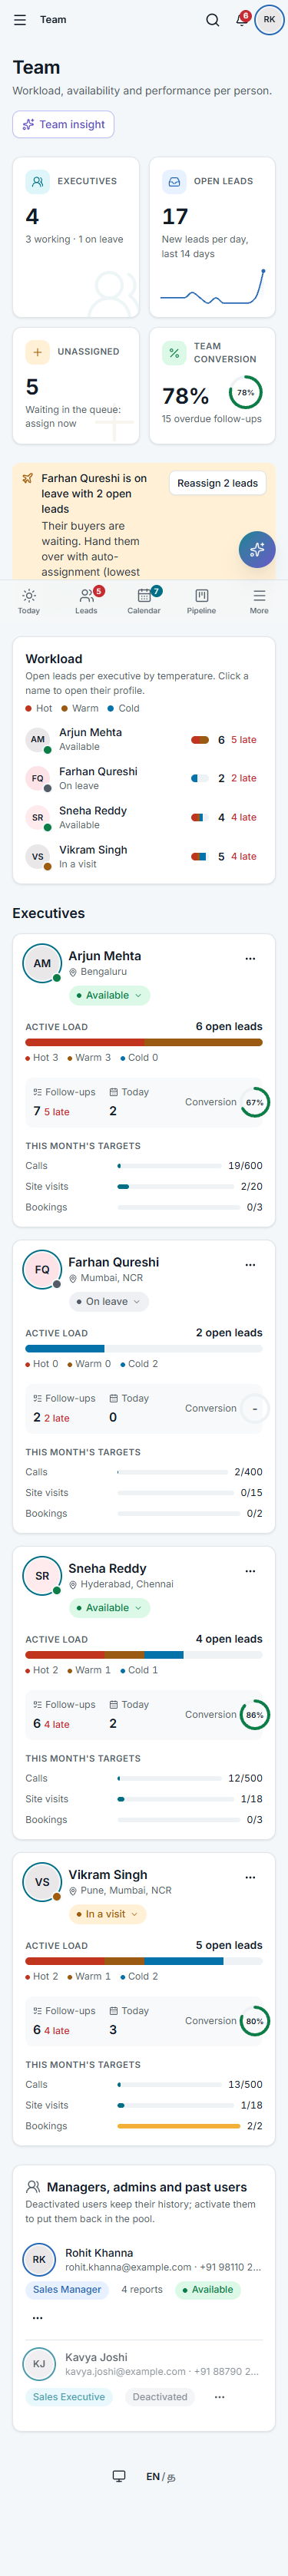 Team
6
RK
Team
Workload, availability and performance per person.
Team insight
EXECUTIVES
4
3 working · 1 on leave
OPEN LEADS
17
New leads per day,
last 14 days
UNASSIGNED
5
Waiting in the queue:
assign now
TEAM
CONVERSION
78%
78%
15 overdue follow-ups
Farhan Qureshi is on
leave with 2 open
leads
Reassign 2 leads
Their buyers are
waiting. Hand them
over with auto-
assignment (lowest
Today
5
Leads
7
Calendar
Pipeline
More
Workload
Open leads per executive by temperature. Click a
name to open their profile.
Hot Warm Cold
AM
Arjun Mehta
Available
6 5 late
FQ
Farhan Qureshi
On leave
2 2 late
SR
Sneha Reddy
Available
4 4 late
VS
Vikram Singh
In a visit
5 4 late
Executives
AM
Arjun Mehta
...
Bengaluru
Available
ACTIVE LOAD 6 open leads
Hot 3 Warm 3 Cold 0
Follow-ups
7 5 late
Today
2
Conversion 67%
THIS MONTH'S TARGETS
Calls 19/600
Site visits 2/20
Bookings 0/3
FQ
Farhan Qureshi
...
Mumbai, NCR
On leave
ACTIVE LOAD 2 open leads
Hot 0 Warm 0 Cold 2
Follow-ups
2 2 late
Today
0
Conversion -
THIS MONTH'S TARGETS
Calls 2/400
Site visits 0/15
Bookings 0/2
SR
Sneha Reddy
...
Hyderabad, Chennai
Available
ACTIVE LOAD 4 open leads
Hot 2 Warm 1 Cold 1
Follow-ups
6 4 late
Today
2
Conversion 86%
THIS MONTH'S TARGETS
Calls 12/500
Site visits 1/18
Bookings 0/3
VS
Vikram Singh
...
Pune, Mumbai, NCR
In a visit
ACTIVE LOAD 5 open leads
Hot 2 Warm 1 Cold 2
Follow-ups
6 4 late
Today
3
Conversion 80%
THIS MONTH'S TARGETS
Calls 13/500
Site visits 1/18
Bookings 2/2
Managers, admins and past users
Deactivated users keep their history; activate them
to put them back in the pool.
RK
Rohit Khanna
rohit.khanna@example.com · +91 98110 2...
Sales Manager 4 reports Available
...
KJ
Kavya Joshi
kavya.joshi@example.com · +91 88790 2...
Sales Executive Deactivated ...
EN / த